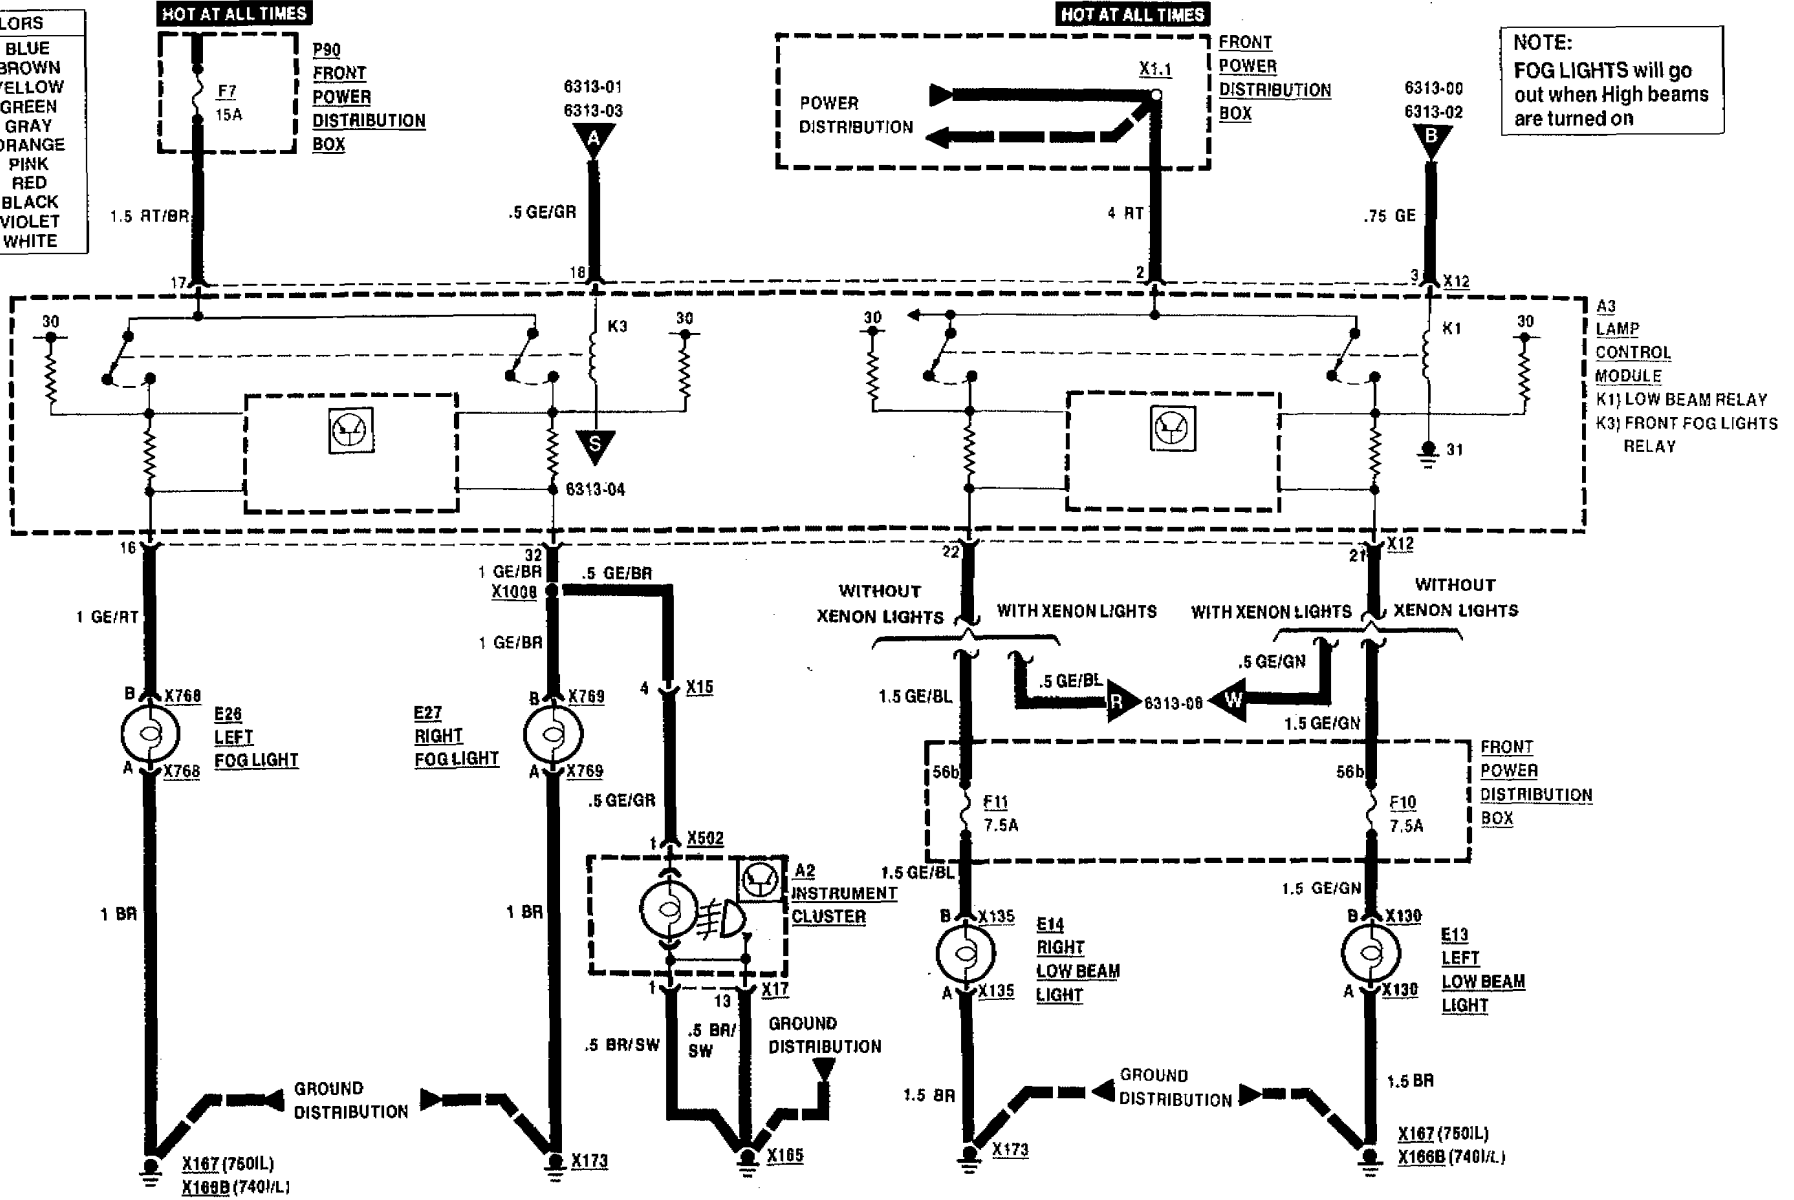 LORS
BLUE
BROWN
YELLOW
GREEN
GRAY
ORANGE
PINK
RED
BLACK
VIOLET
WHITE
HOT AT ALL TIMES
F7
15A
P90
FRONT
POWER
DISTRIBUTION
BOX
6313-01
6313-03
A
HOT AT ALL TIMES
X1.1
POWER
DISTRIBUTION
FRONT
POWER
DISTRIBUTION
BOX
6313-00
6313-02
B
NOTE:
FOG LIGHTS will go
out when High beams
are turned on
1.5 RT/BR
.5 GE/GR
4 RT
.75 GE
17
18
2
3
X12
30
K3
30
30
K1
30
A3
LAMP
CONTROL
MODULE
K1) LOW BEAM RELAY
K3) FRONT FOG LIGHTS
RELAY
S
6313-04
31
16
32
22
21
X12
1 GE/BR
.5 GE/BR
X1008
1 GE/RT
1 GE/BR
WITHOUT
XENON LIGHTS
WITH XENON LIGHTS
WITH XENON LIGHTS
WITHOUT
XENON LIGHTS
.5 GE/BL
R
6313-08
W
.5 GE/GN
1.5 GE/BL
1.5 GE/GN
B
X768
E26
LEFT
FOG LIGHT
A
X768
E27
RIGHT
FOG LIGHT
B
X769
A
X769
4
X15
.5 GE/GR
1
X502
A2
INSTRUMENT
CLUSTER
56b
F11
7.5A
56b
F10
7.5A
FRONT
POWER
DISTRIBUTION
BOX
1.5 GE/BL
1.5 GE/GN
1 BR
1 BR
B
X135
E14
RIGHT
LOW BEAM
LIGHT
A
X135
B
X130
E13
LEFT
LOW BEAM
LIGHT
A
X130
1
13
X17
.5 BR/SW
.5 BR/
SW
GROUND
DISTRIBUTION
GROUND
DISTRIBUTION
1.5 BR
GROUND
DISTRIBUTION
1.5 BR
X167 (750IL)
X166B (740I/L)
X173
X165
X173
X167 (750IL)
X166B (740I/L)